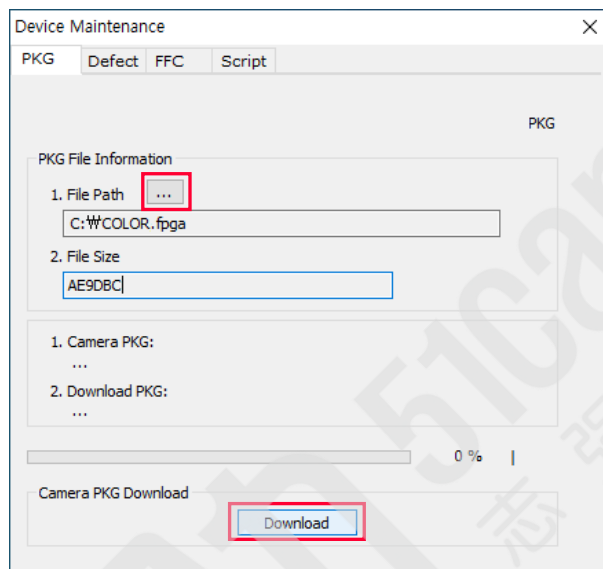 Device Maintenance
PKG Defect FFC Script
PKG
PKG File Information
1. File Path ...
C:₩COLOR.fpga
2. File Size
AE9DBC
1. Camera PKG:
...
2. Download PKG:
...
0 %
Camera PKG Download
Download